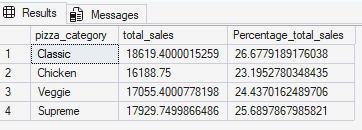 Results Messages
pizza_category total_sales Percentage_total_sales
1 Classic 18619.4000015259 26.6779189176038
2 Chicken 16188.75 23.1952780348435
3 Veggie 17055.4000778198 24.4370162489706
4 Supreme 17929.7499866486 25.6897867985821